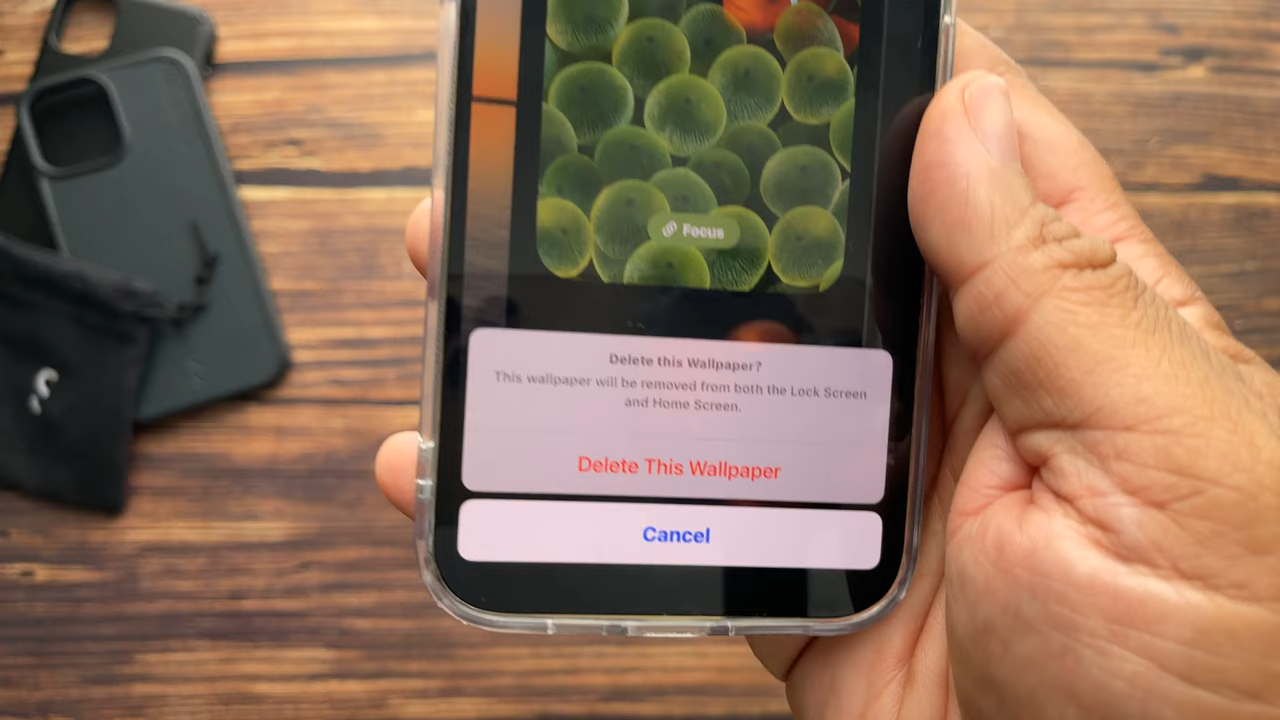 Focus
Delete this Wallpaper?
This wallpaper will be removed from both the Lock Screen
and Home Screen.
Delete This Wallpaper
Cancel